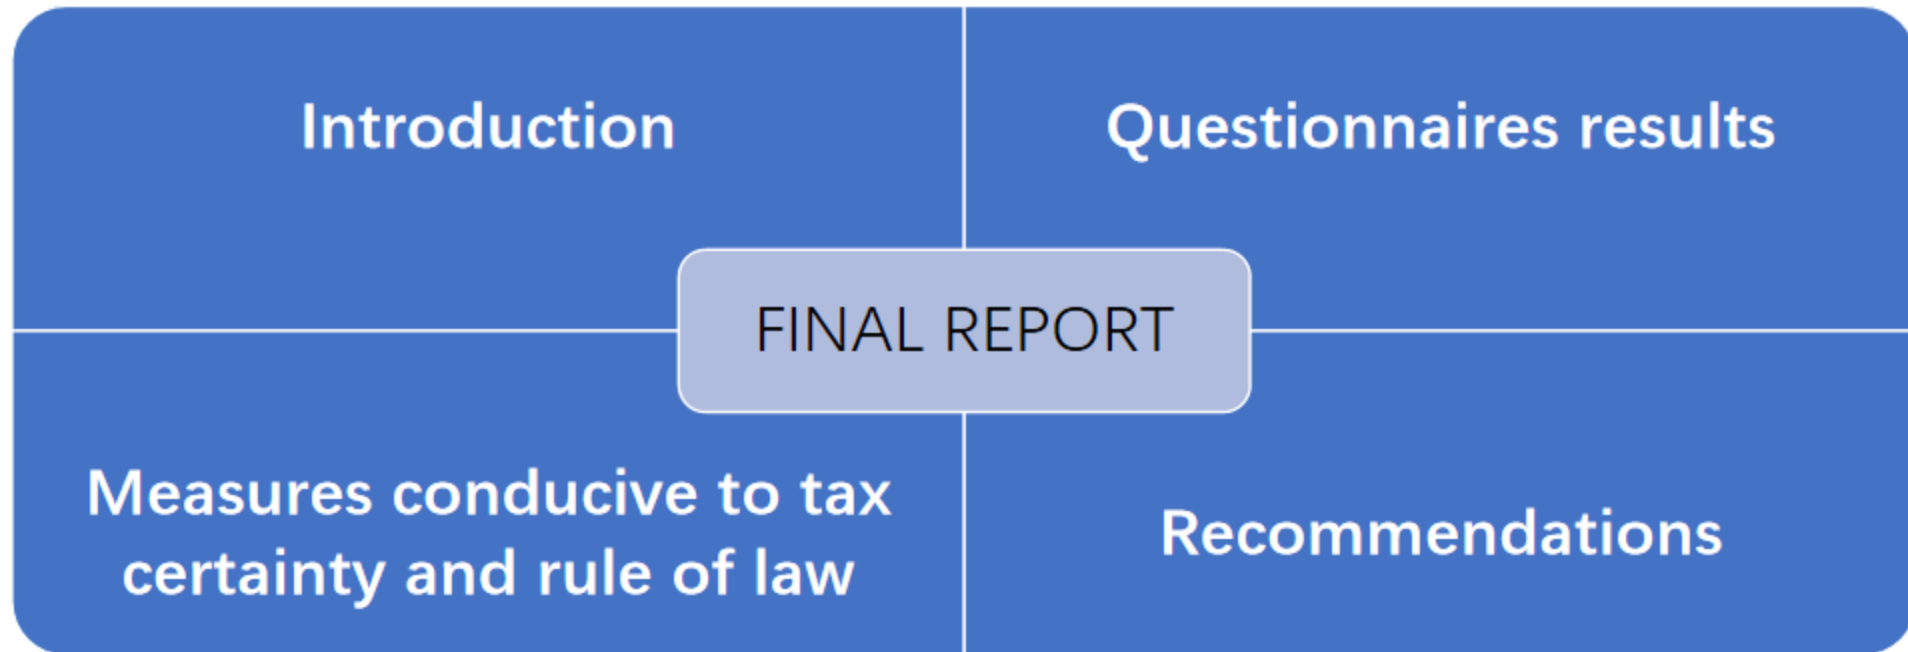 Introduction
Questionnaires results
FINAL REPORT
Measures conducive to tax
certainty and rule of law
Recommendations